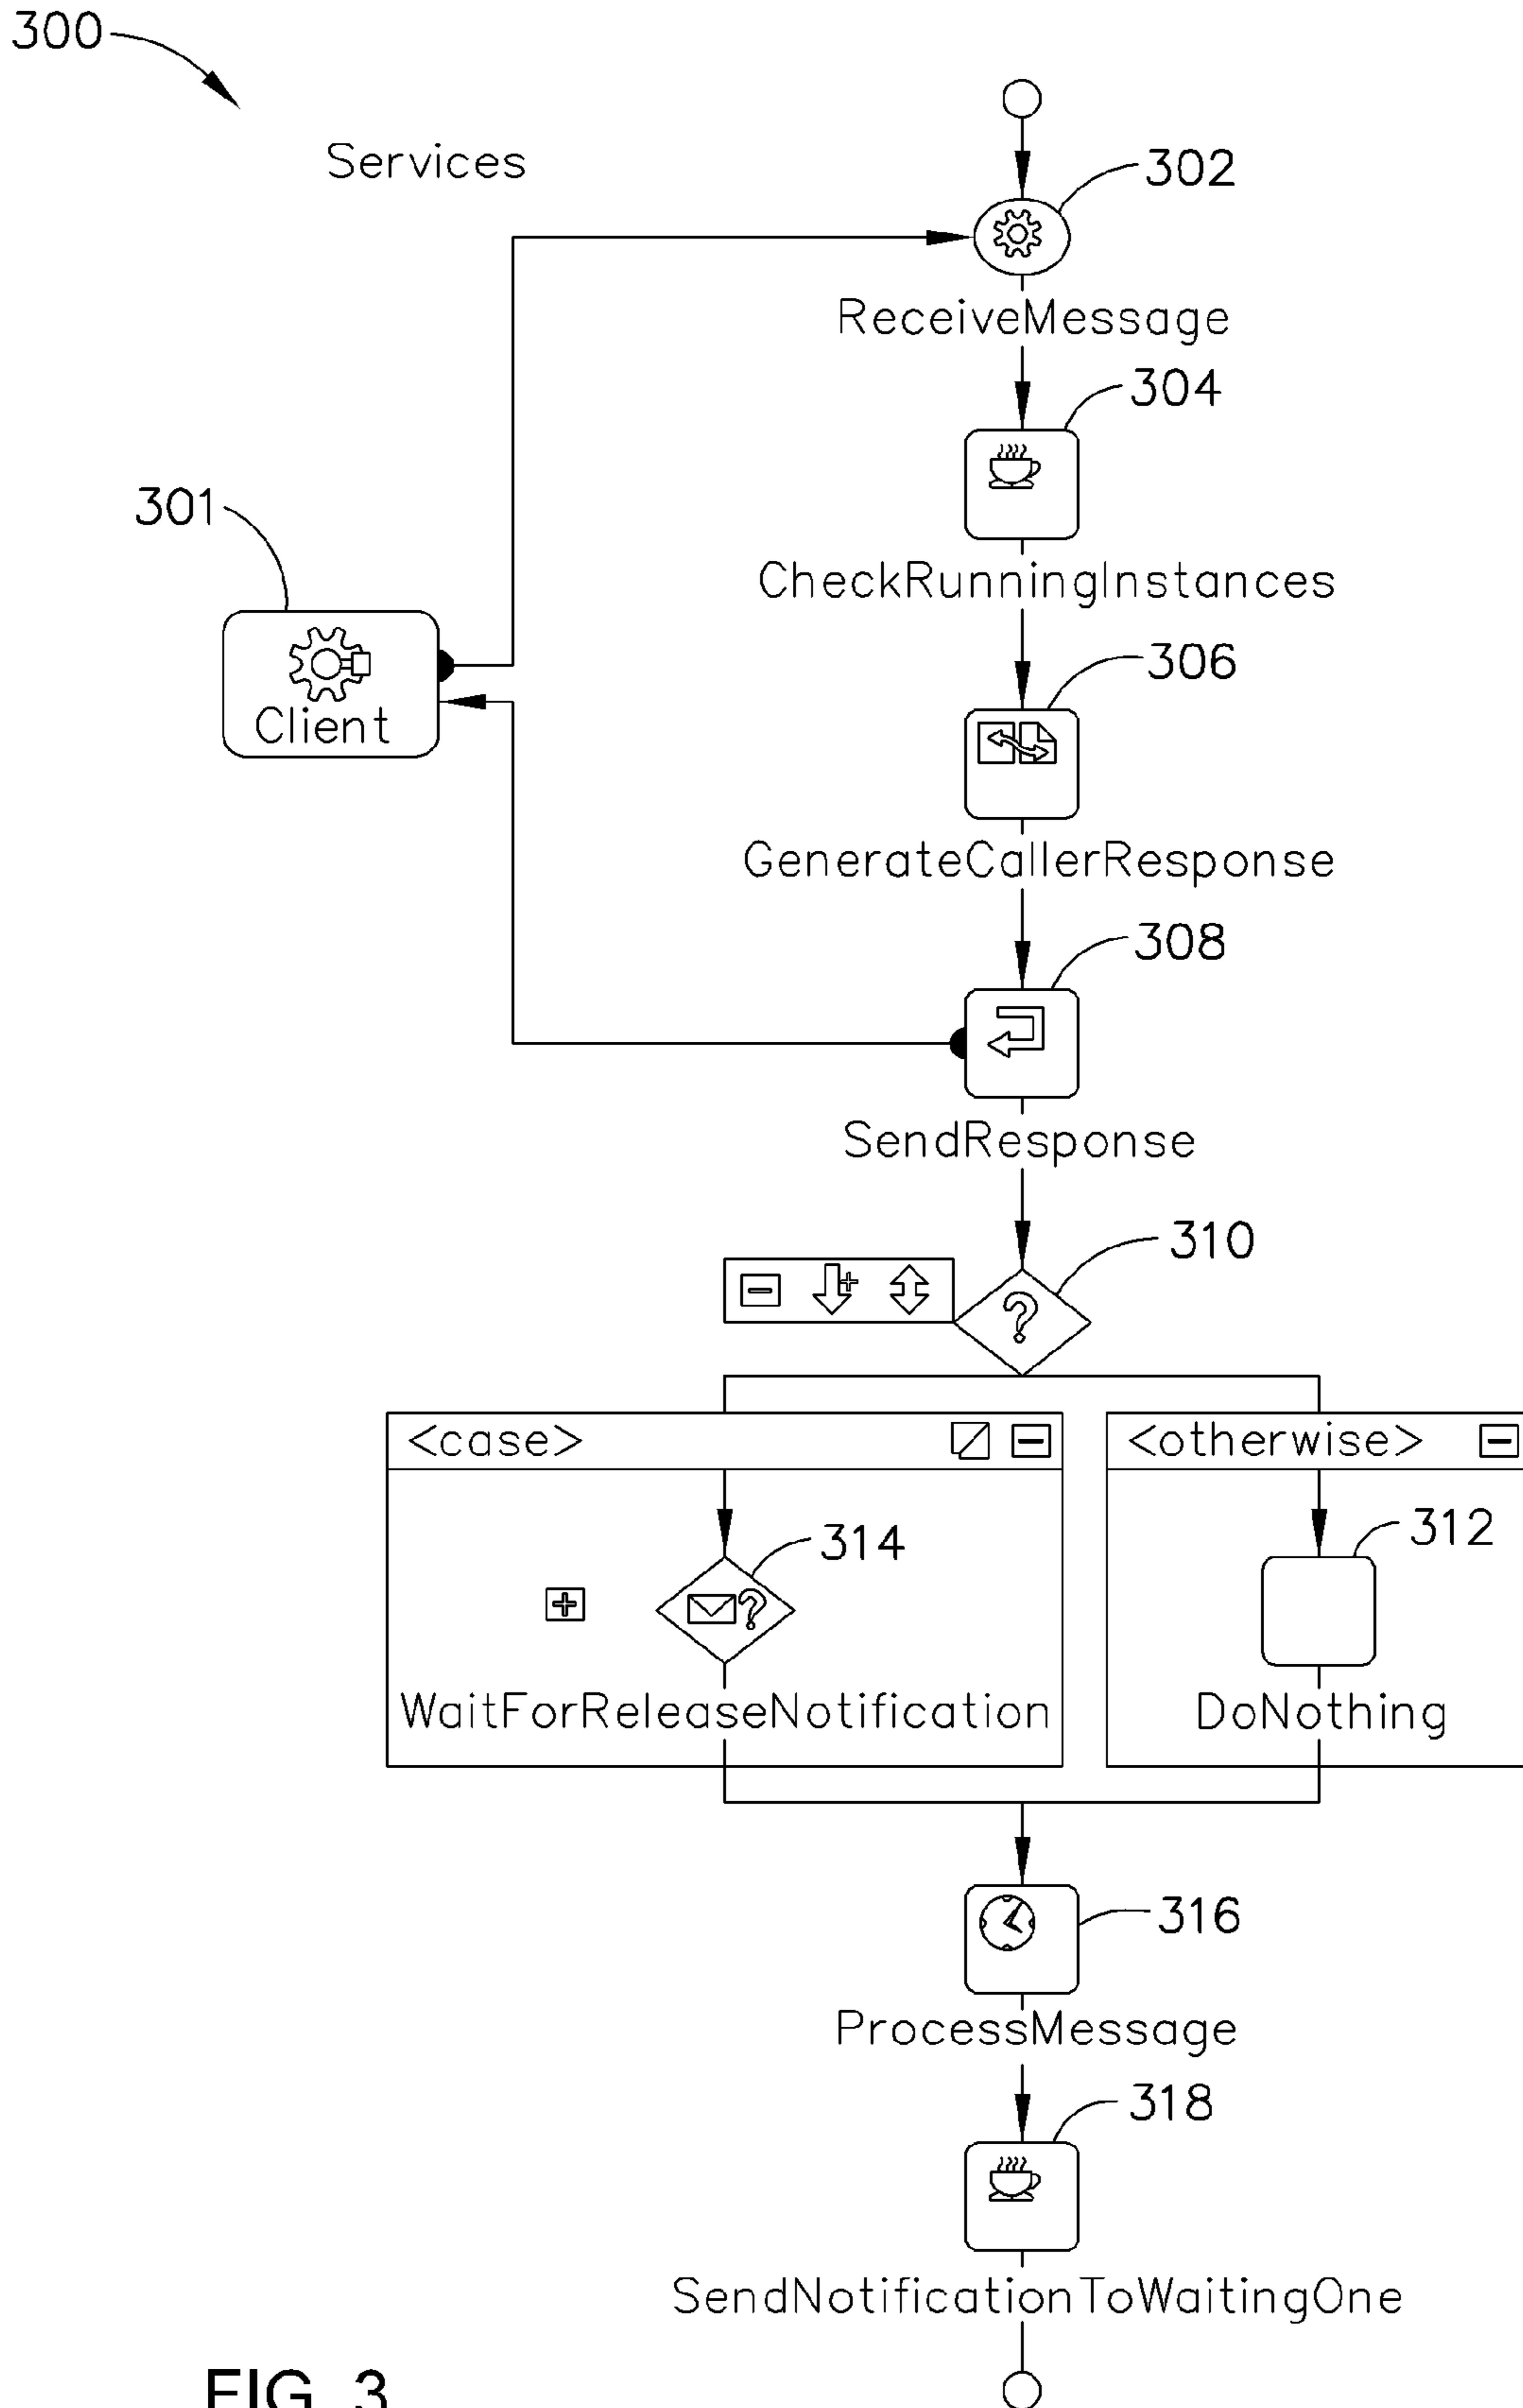 300
Services
302
ReceiveMessage
304
301
CheckRunningInstances
306
Client
GenerateCallerResponse
308
SendResponse
310
?
<case>
<otherwise>
314
312
?
WaitForReleaseNotification
DoNothing
316
ProcessMessage
318
SendNotificationToWaitingOne
FIG. 3